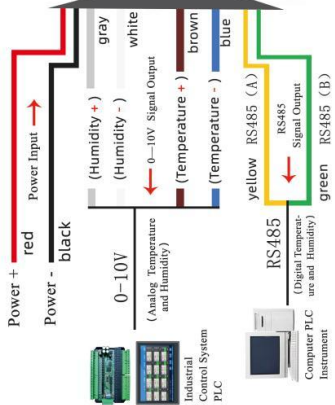 Power +
red
Power Input
Power -
black
gray
(Humidity +)
white
(Humidity -)
0—10V Signal Output
brown
(Temperature +)
blue
(Temperature -)
0-10V
(Analog Temperature
and Humidity)
Industrial
Control System
PLC
yellow RS485 (A)
RS485
Signal Output
green RS485 (B)
RS485
(Digital Temperat-
ure and Humidity)
Computer PLC
Instrument